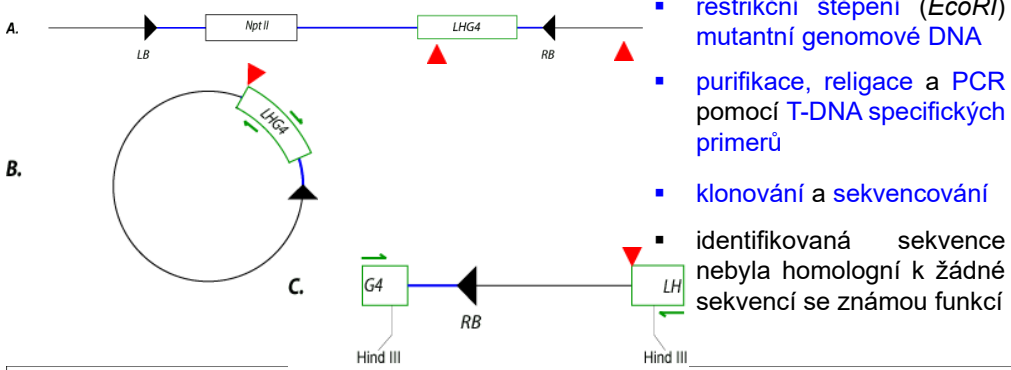 A.
Npt II
LHG4
LB
RB
LHG4
B.
C.
G4
LH
RB
Hind III
Hind III
▪ restrikční štěpení (EcoRI)
mutantní genomové DNA
▪ purifikace, religace a PCR
pomocí T-DNA specifických
primerů
▪ klonování a sekvencování
▪ identifikovaná sekvence
nebyla homologní k žádné
sekvencí se známou funkcí